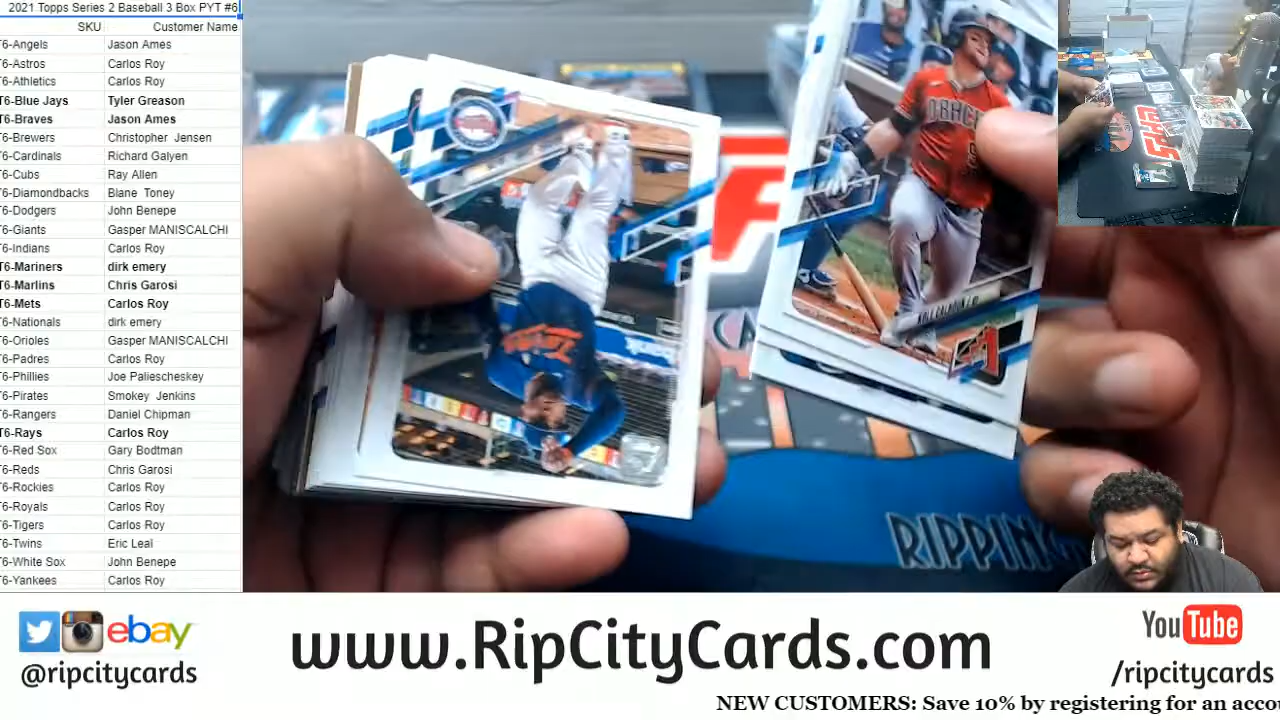 2021 Topps Series 2 Baseball 3 Box PYT #6
SKU Customer Name
T6-Angels Jason Ames
T6-Astros Carlos Roy
T6-Athletics Carlos Roy
T6-Blue Jays Tyler Greason
T6-Braves Jason Ames
T6-Brewers Christopher Jensen
T6-Cardinals Richard Galyen
T6-Cubs Ray Allen
T6-Diamondbacks Blane Toney
T6-Dodgers John Benepe
T6-Giants Gasper MANISCALCHI
T6-Indians Carlos Roy
T6-Mariners dirk emery
T6-Marlins Chris Garosi
T6-Mets Carlos Roy
T6-Nationals dirk emery
T6-Orioles Gasper MANISCALCHI
T6-Padres Carlos Roy
T6-Phillies Joe Paliescheskey
T6-Pirates Smokey Jenkins
T6-Rangers Daniel Chipman
T6-Rays Carlos Roy
T6-Red Sox Gary Bodtman
T6-Reds Chris Garosi
T6-Rockies Carlos Roy
T6-Royals Carlos Roy
T6-Tigers Carlos Roy
T6-Twins Eric Leal
T6-White Sox John Benepe
T6-Yankees Carlos Roy
RIPPIN
ebay
@ripcitycards
www.RipCityCards.com
YouTube
/ripcitycards
NEW CUSTOMERS: Save 10% by registering for an accou